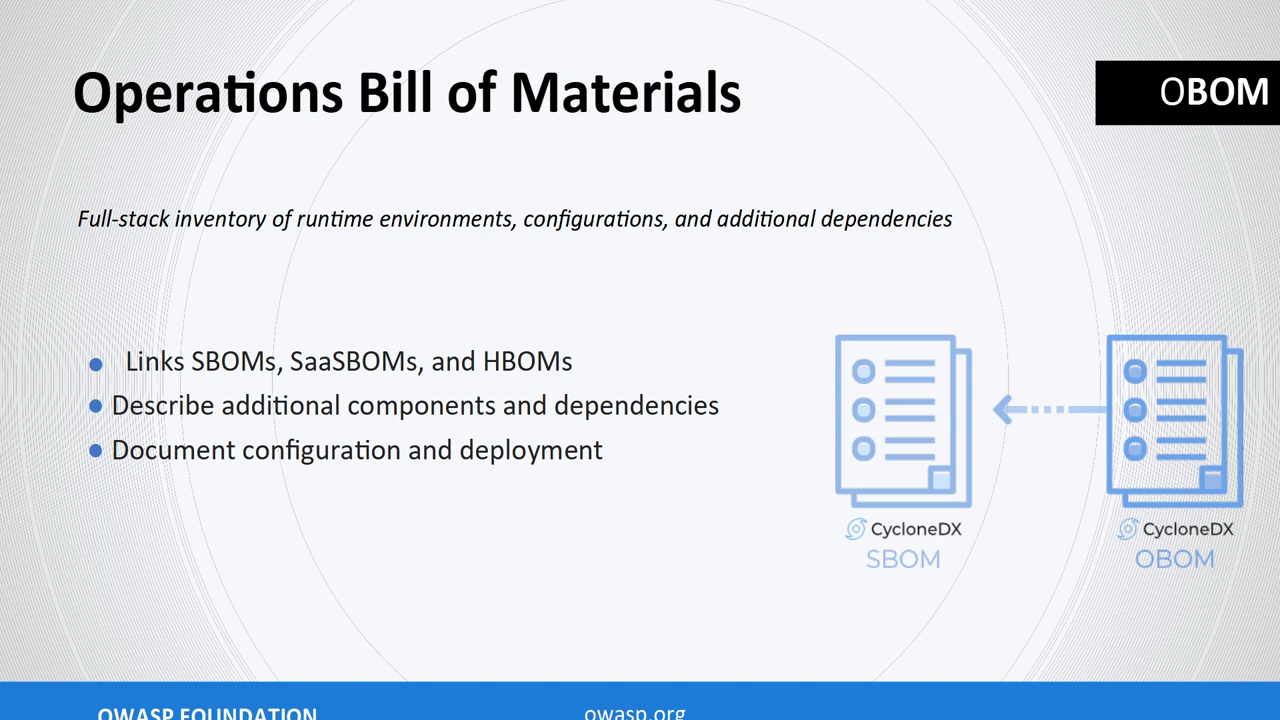 Operations Bill of Materials
OBOM
Full-stack inventory of runtime environments, configurations, and additional dependencies
Links SBOMs, SaaSBOMs, and HBOMs
Describe additional components and dependencies
Document configuration and deployment
CycloneDX
SBOM
CycloneDX
OBOM
OWASP FOUNDATION
owasp.org